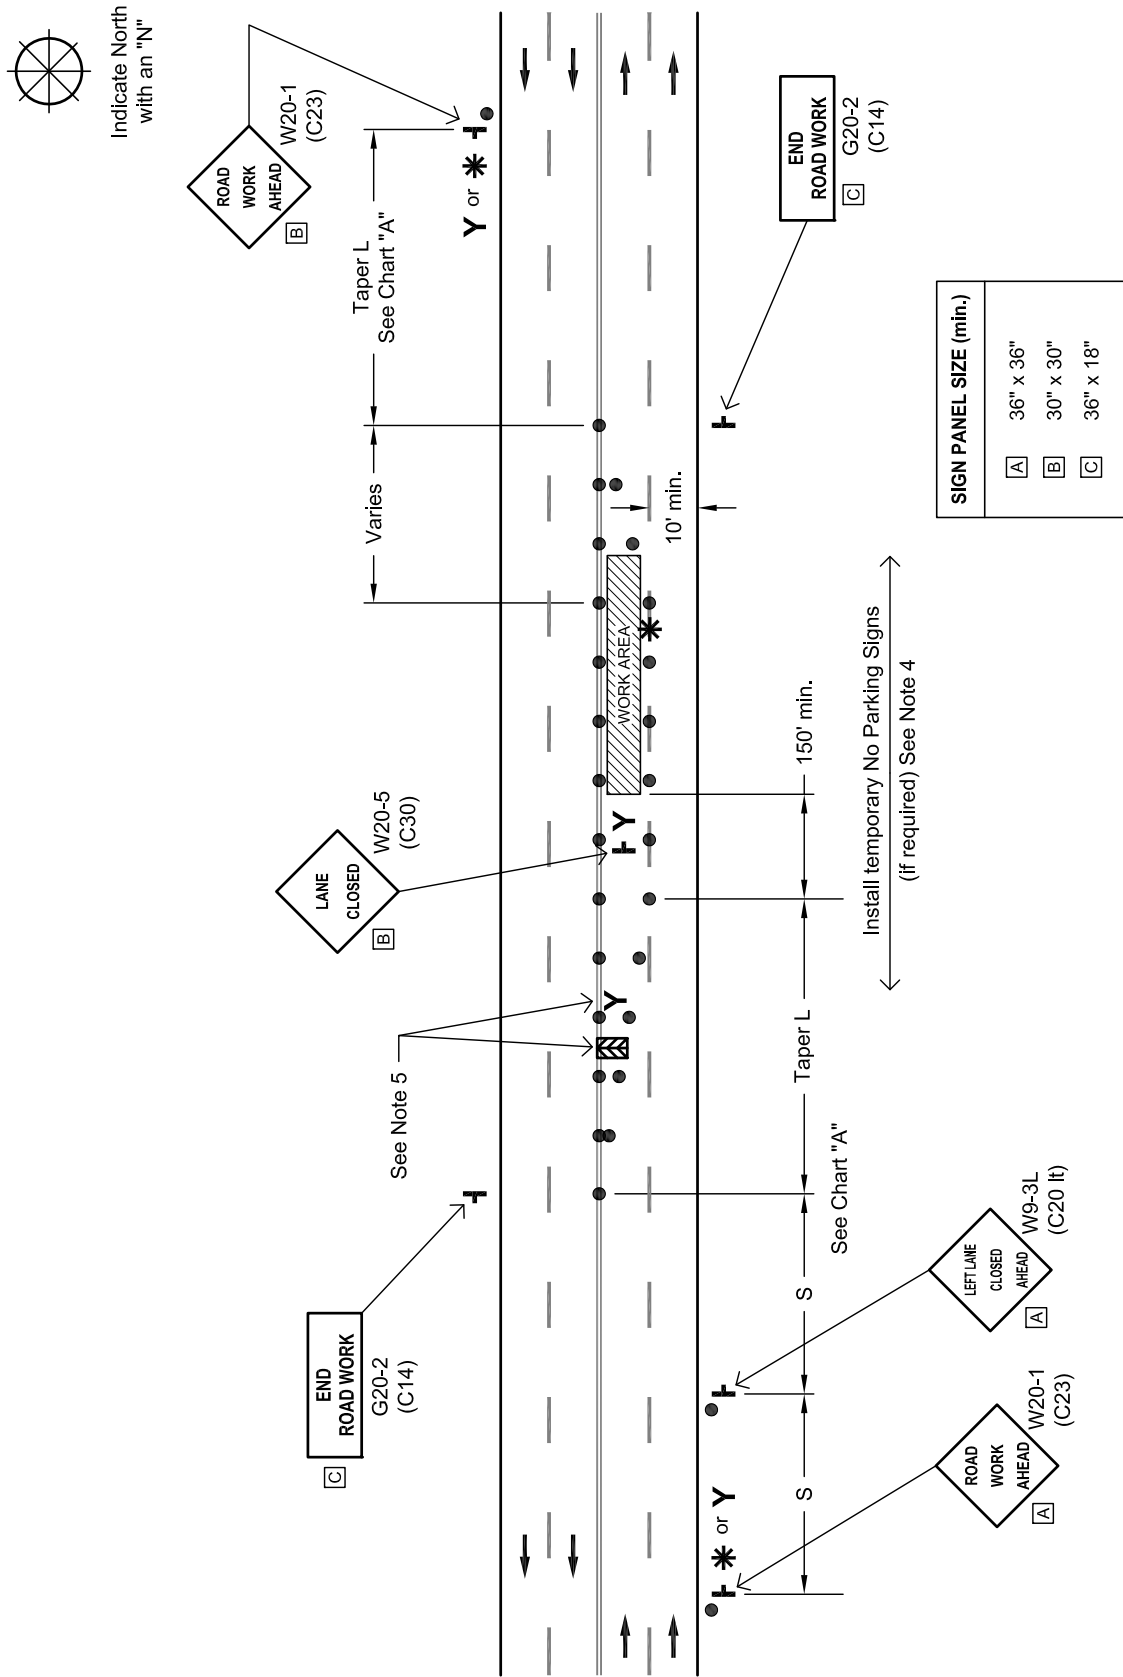 Indicate North
with an "N"
ROAD
WORK
AHEAD
B
W20-1
(C23)
Taper L
See Chart "A"
Y or
Varies
END
ROAD WORK
C
G20-2
(C14)
10' min.
SIGN PANEL SIZE (min.)
A 36" x 36"
B 30" x 30"
C 36" x 18"
LANE
CLOSED
B
W20-5
(C30)
WORK AREA
Y
Y
150' min.
Install temporary No Parking Signs
(if required) See Note 4
See Note 5
Taper L
See Chart "A"
END
ROAD WORK
C
G20-2
(C14)
S
LEFT LANE
CLOSED
AHEAD
A
W9-3L
(C20 lt)
S
or Y
ROAD
WORK
AHEAD
A
W20-1
(C23)